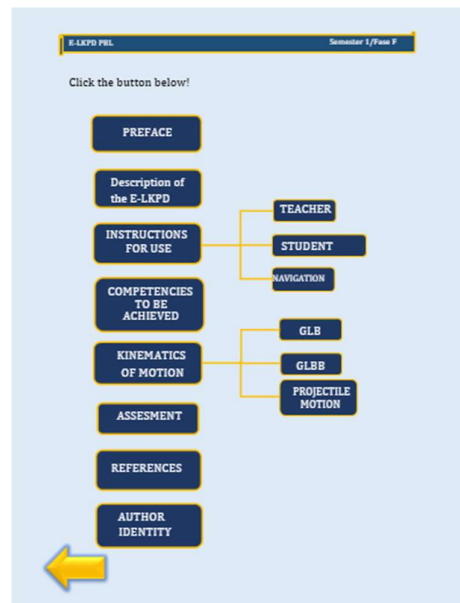 E-LKPD PBL Semester 1/Fase F
Click the button below!
PREFACE
Description of
the E-LKPD
INSTRUCTIONS
FOR USE
TEACHER
STUDENT
NAVIGATION
COMPETENCIES
TO BE
ACHIEVED
KINEMATICS
OF MOTION
GLB
GLBB
PROJECTILE
MOTION
ASSESMENT
REFERENCES
AUTHOR
IDENTITY